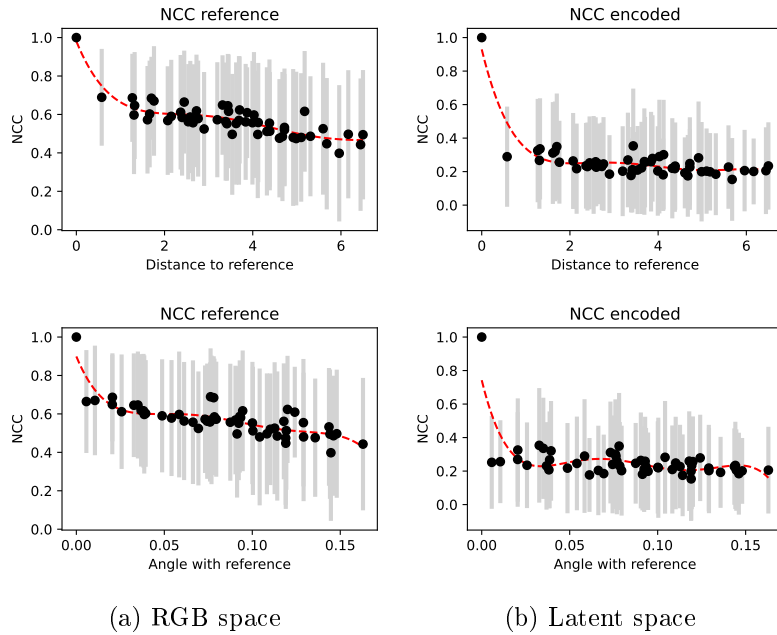 NCC reference
NCC
1.0
0.8
0.6
0.4
0.2
0.0
0 2 4 6
Distance to reference
NCC encoded
NCC
1.0
0.8
0.6
0.4
0.2
0.0
0 2 4 6
Distance to reference
NCC reference
NCC
1.0
0.8
0.6
0.4
0.2
0.0
0.00 0.05 0.10 0.15
Angle with reference
NCC encoded
NCC
1.0
0.8
0.6
0.4
0.2
0.0
0.00 0.05 0.10 0.15
Angle with reference
(a) RGB space
(b) Latent space